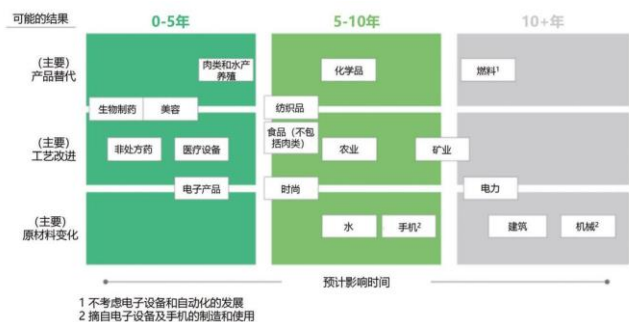 可能的结果
0-5年
5-10年
10+年
(主要)
产品替代
肉类和水产
养殖
化学品
燃料¹
生物制药
美容
纺织品
(主要)
工艺改进
非处方药
医疗设备
食品（不包
括肉类）
农业
矿业
电子产品
时尚
电力
(主要)
原材料变化
水
手机²
建筑
机械²
预计影响时间
1 不考虑电子设备和自动化的发展
2 摘自电子设备及手机的制造和使用